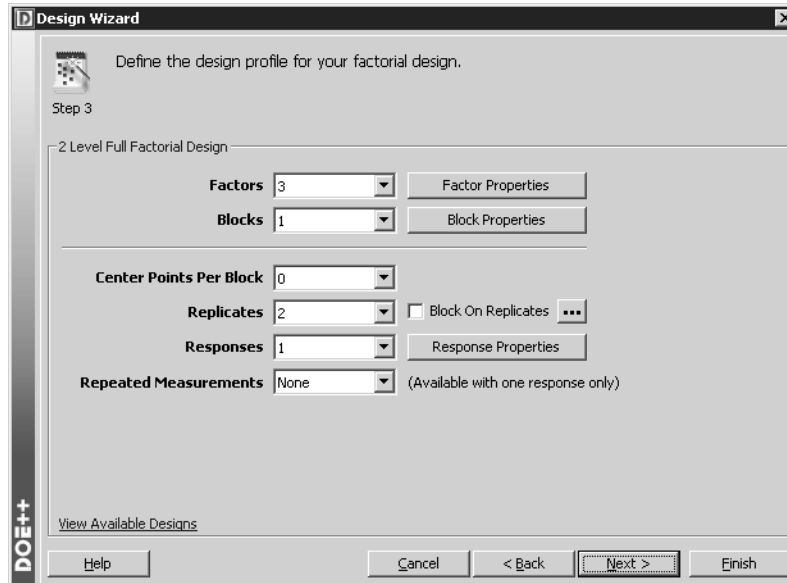 Design Wizard
Define the design profile for your factorial design.
Step 3
2 Level Full Factorial Design
Factors 3 Factor Properties
Blocks 1 Block Properties
Center Points Per Block 0
Replicates 2 Block On Replicates ...
Responses 1 Response Properties
Repeated Measurements None (Available with one response only)
View Available Designs
DOE++
Help Cancel < Back Next > Finish